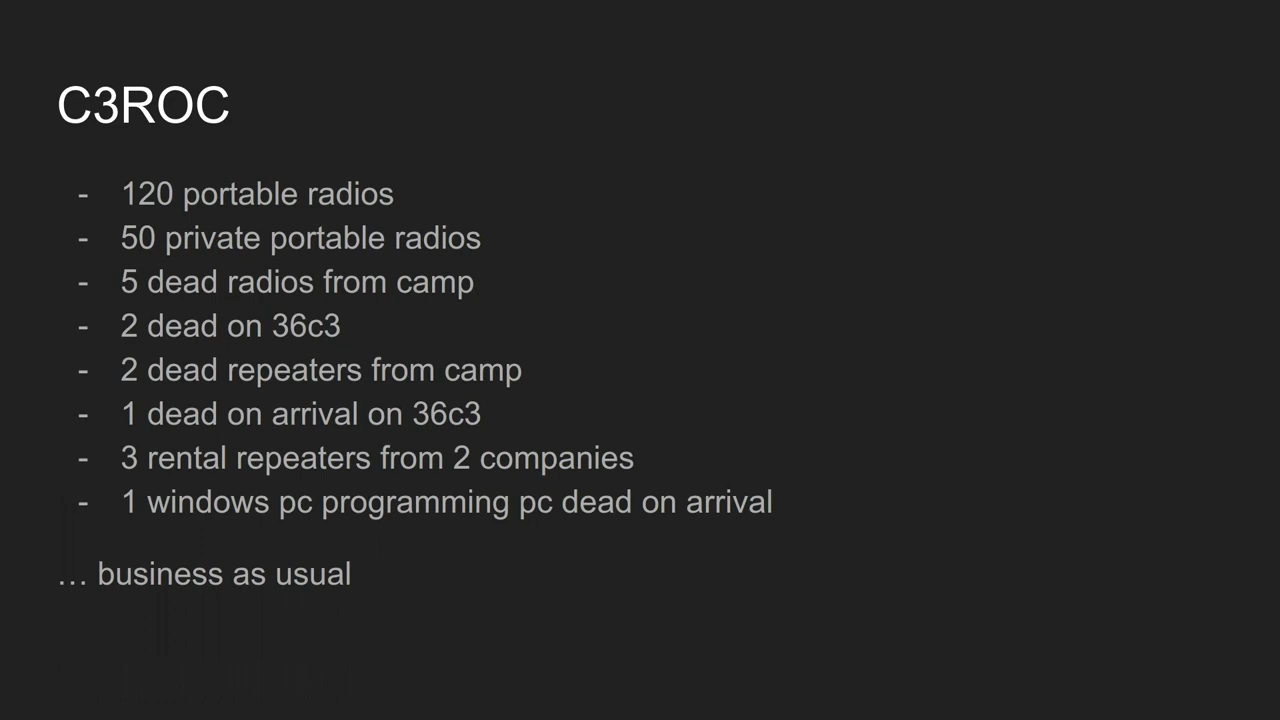 C3ROC
- 120 portable radios
- 50 private portable radios
- 5 dead radios from camp
- 2 dead on 36c3
- 2 dead repeaters from camp
- 1 dead on arrival on 36c3
- 3 rental repeaters from 2 companies
- 1 windows pc programming pc dead on arrival
… business as usual